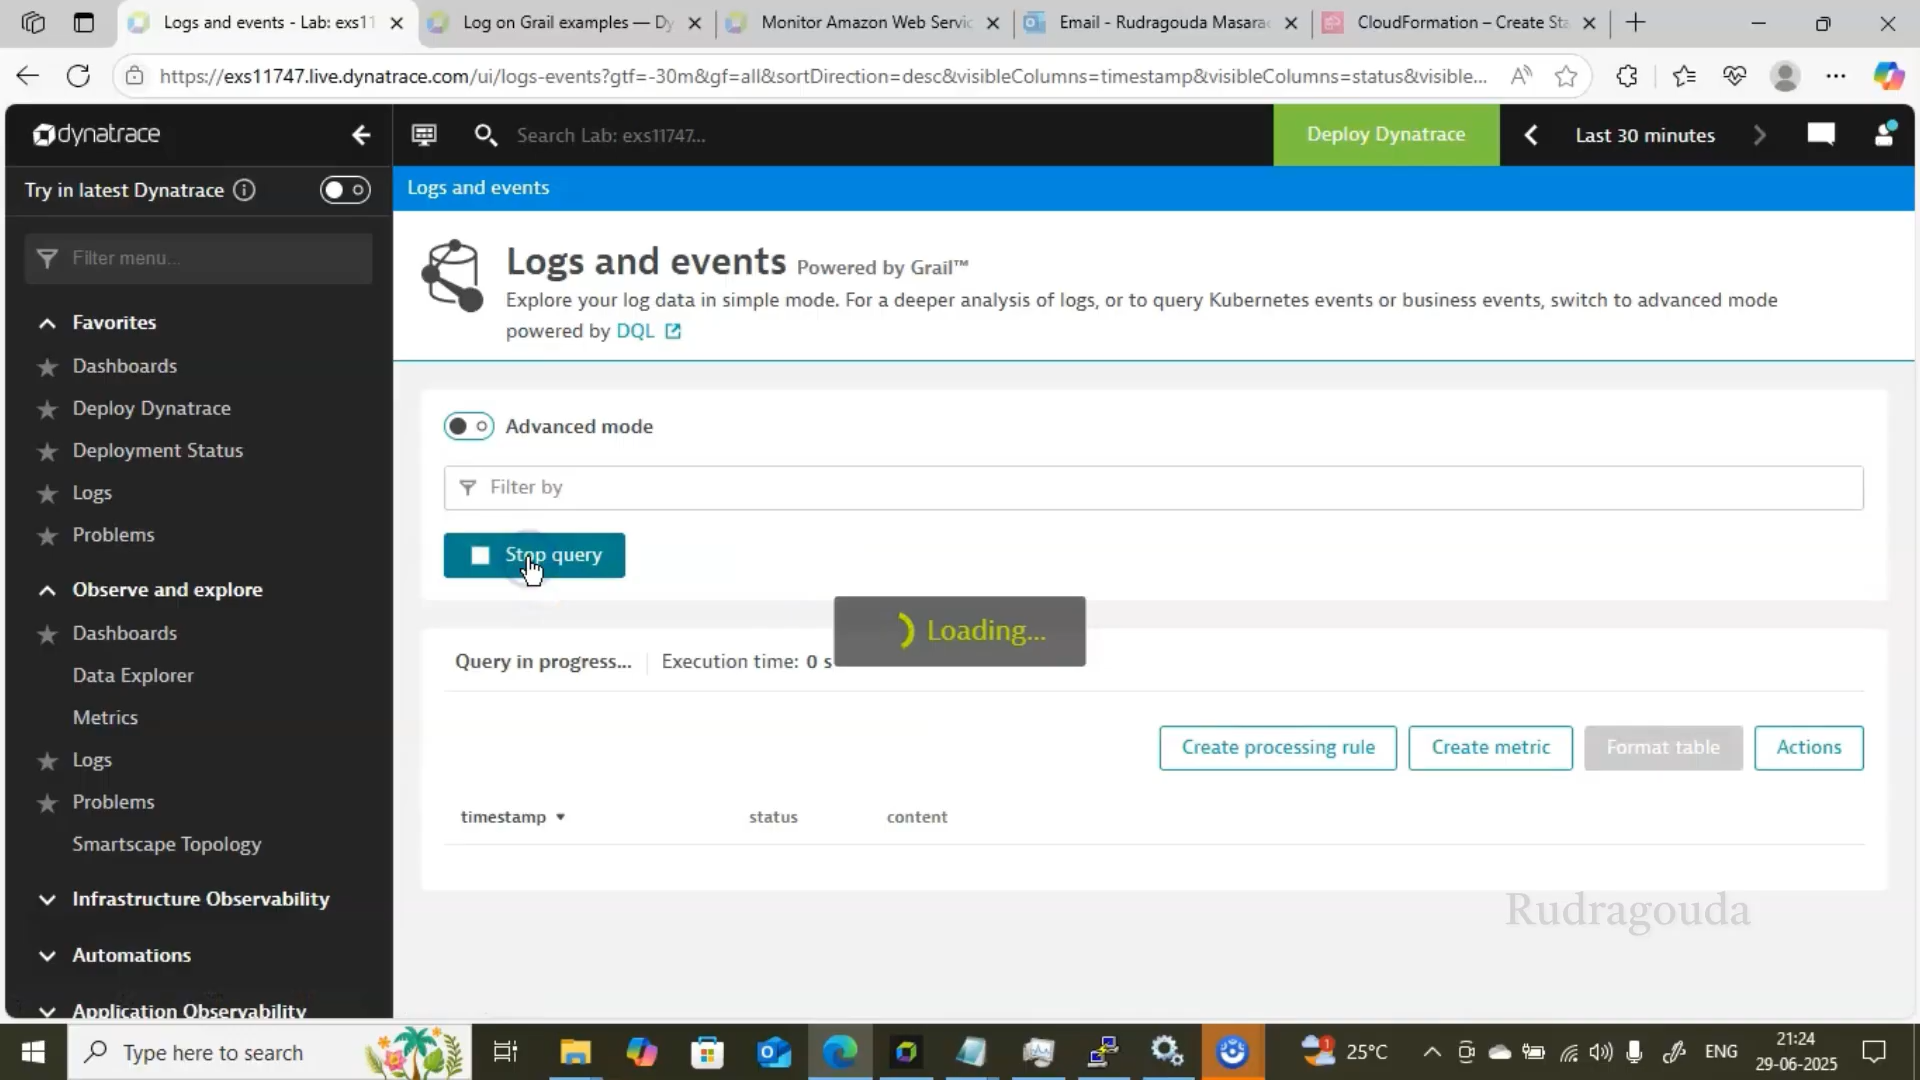 Logs and events - Lab: exs11
Log on Grail examples — Dy
Monitor Amazon Web Servic
Email - Rudragouda Masara
CloudFormation – Create Sta
https://exs11747.live.dynatrace.com/ui/logs-events?gtf=-30m&gf=all&sortDirection=desc&visibleColumns=timestamp&visibleColumns=status&visible...
dynatrace
Search Lab: exs11747...
Deploy Dynatrace
Last 30 minutes
Try in latest Dynatrace
Logs and events
Filter menu...
Logs and events Powered by Grail™
Explore your log data in simple mode. For a deeper analysis of logs, or to query Kubernetes events or business events, switch to advanced mode
powered by DQL
Favorites
Dashboards
Deploy Dynatrace
Deployment Status
Logs
Problems
Observe and explore
Dashboards
Data Explorer
Metrics
Logs
Problems
Smartscape Topology
Infrastructure Observability
Automations
Application Observability
Advanced mode
Filter by
Stop query
Loading...
Query in progress...
Execution time: 0 s
Create processing rule
Create metric
Format table
Actions
timestamp
status
content
Rudragouda
Type here to search
25°C
ENG
21:24
29-06-2025